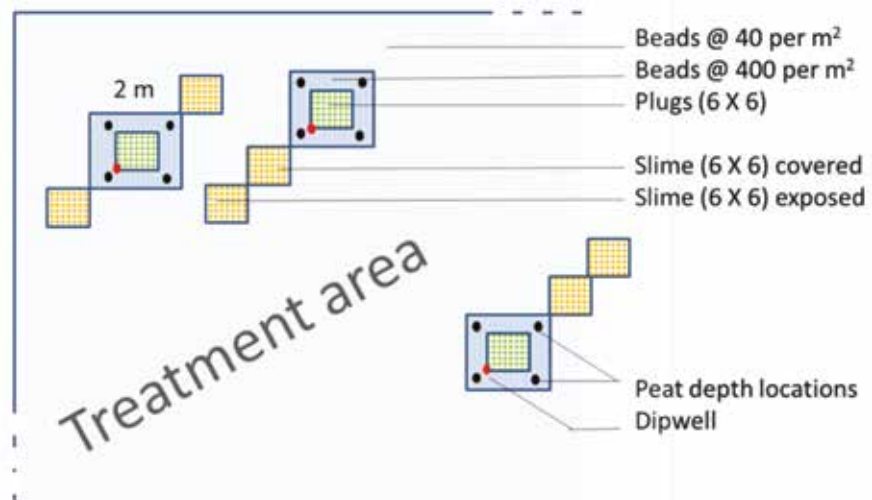 Beads @ 40 per m²
Beads @ 400 per m²
2 m
Plugs (6 X 6)
Slime (6 X 6) covered
Slime (6 X 6) exposed
Treatment area
Peat depth locations
Dipwell